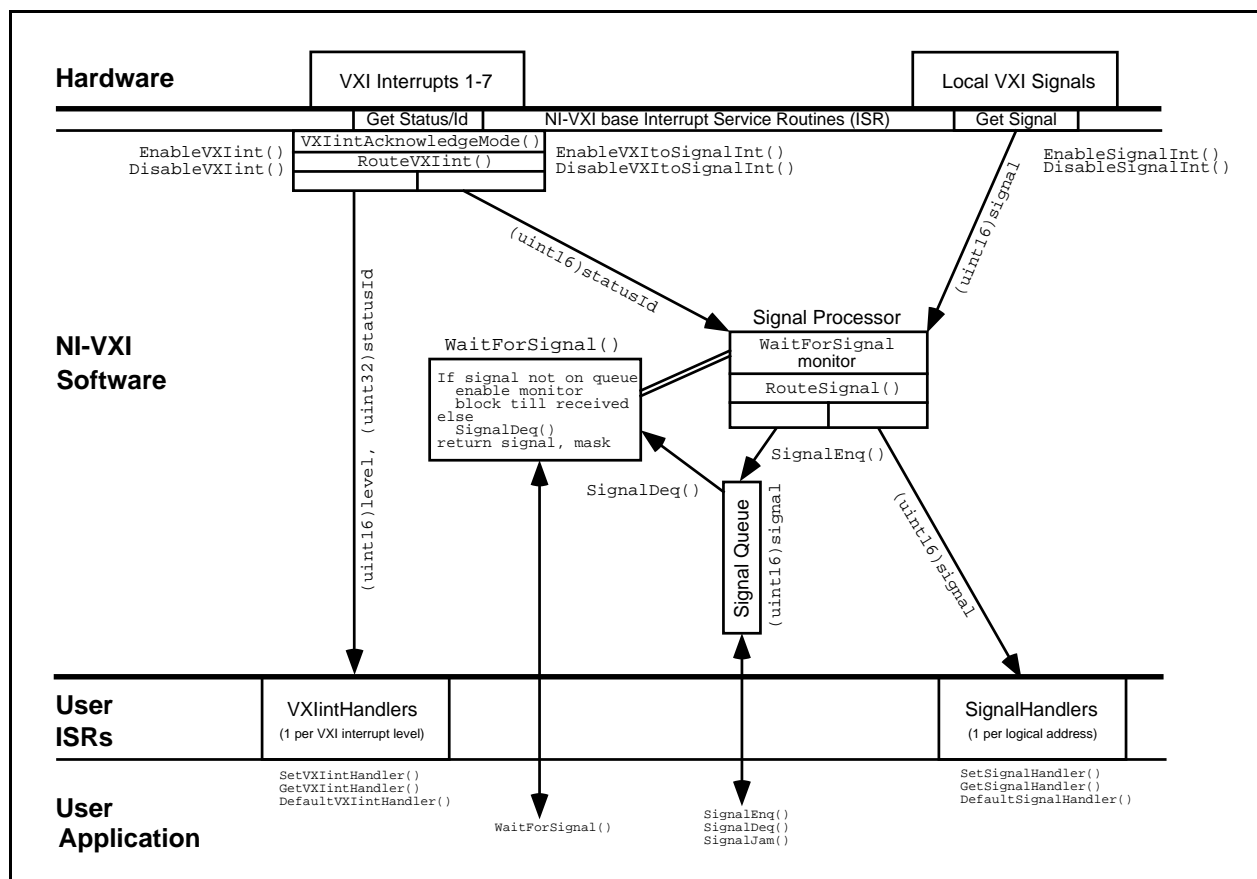 Hardware
VXI Interrupts 1-7
Local VXI Signals
Get Status/Id
NI-VXI base Interrupt Service Routines (ISR)
Get Signal
VXIintAcknowledgeMode()
RouteVXIint()
EnableVXIint()
DisableVXIint()
EnableVXItoSignalInt()
DisableVXItoSignalInt()
EnableSignalInt()
DisableSignalInt()
(uint16)level, (uint32)statusId
(uint16)statusId
(uint16)signal
NI-VXI
Software
Signal Processor
WaitForSignal
monitor
RouteSignal()
WaitForSignal()
If signal not on queue
enable monitor
block till received
else
SignalDeq()
return signal, mask
SignalEnq()
SignalDeq()
Signal Queue
(uint16)signal
(uint16)signal
User
ISRs
VXIintHandlers
(1 per VXI interrupt level)
SignalHandlers
(1 per logical address)
User
Application
SetVXIintHandler()
GetVXIintHandler()
DefaultVXIintHandler()
WaitForSignal()
SignalEnq()
SignalDeq()
SignalJam()
SetSignalHandler()
GetSignalHandler()
DefaultSignalHandler()